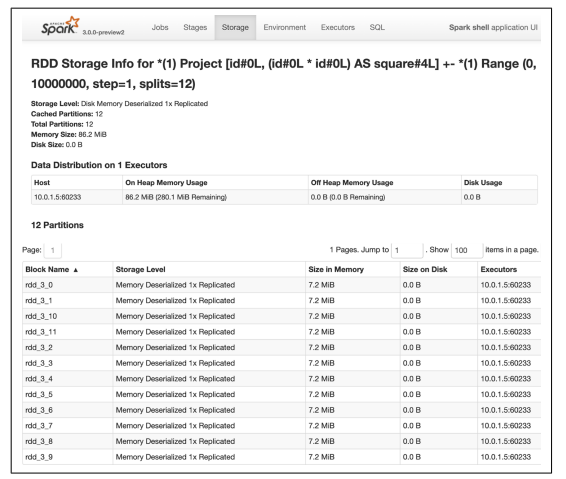 APACHE
Spark 3.0.0-preview2 Jobs Stages Storage Environment Executors SQL Spark shell application UI
RDD Storage Info for *(1) Project [id#0L, (id#0L * id#0L) AS square#4L] +- *(1) Range (0,
10000000, step=1, splits=12)
Storage Level: Disk Memory Deserialized 1x Replicated
Cached Partitions: 12
Total Partitions: 12
Memory Size: 86.2 MiB
Disk Size: 0.0 B
Data Distribution on 1 Executors
Host On Heap Memory Usage Off Heap Memory Usage Disk Usage
10.0.1.5:60233 86.2 MiB (280.1 MiB Remaining) 0.0 B (0.0 B Remaining) 0.0 B
12 Partitions
Page: 1 1 Pages. Jump to 1 . Show 100 items in a page.
Block Name ▲ Storage Level Size in Memory Size on Disk Executors
rdd_3_0 Memory Deserialized 1x Replicated 7.2 MiB 0.0 B 10.0.1.5:60233
rdd_3_1 Memory Deserialized 1x Replicated 7.2 MiB 0.0 B 10.0.1.5:60233
rdd_3_10 Memory Deserialized 1x Replicated 7.2 MiB 0.0 B 10.0.1.5:60233
rdd_3_11 Memory Deserialized 1x Replicated 7.2 MiB 0.0 B 10.0.1.5:60233
rdd_3_2 Memory Deserialized 1x Replicated 7.2 MiB 0.0 B 10.0.1.5:60233
rdd_3_3 Memory Deserialized 1x Replicated 7.2 MiB 0.0 B 10.0.1.5:60233
rdd_3_4 Memory Deserialized 1x Replicated 7.2 MiB 0.0 B 10.0.1.5:60233
rdd_3_5 Memory Deserialized 1x Replicated 7.2 MiB 0.0 B 10.0.1.5:60233
rdd_3_6 Memory Deserialized 1x Replicated 7.2 MiB 0.0 B 10.0.1.5:60233
rdd_3_7 Memory Deserialized 1x Replicated 7.2 MiB 0.0 B 10.0.1.5:60233
rdd_3_8 Memory Deserialized 1x Replicated 7.2 MiB 0.0 B 10.0.1.5:60233
rdd_3_9 Memory Deserialized 1x Replicated 7.2 MiB 0.0 B 10.0.1.5:60233